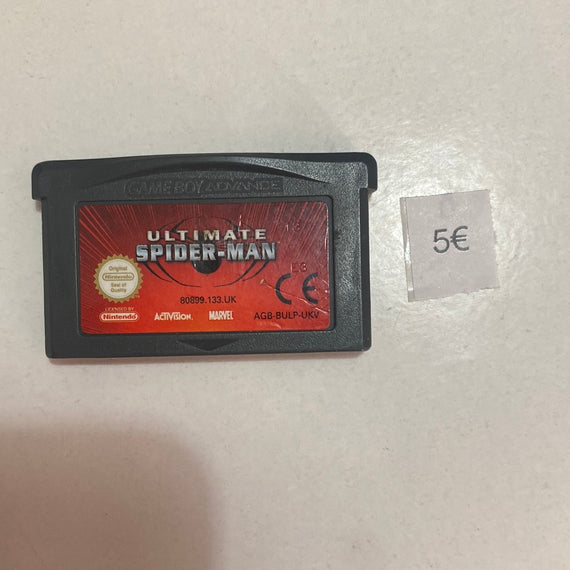 GAME BOY ADVANCE
ULTIMATE
SPIDER-MAN
Original
Nintendo
Seal of
Quality
LICENSED BY
Nintendo
80899.133.UK
ACTIVISION.
MARVEL
CE
AGB-BULP-UKV
5€